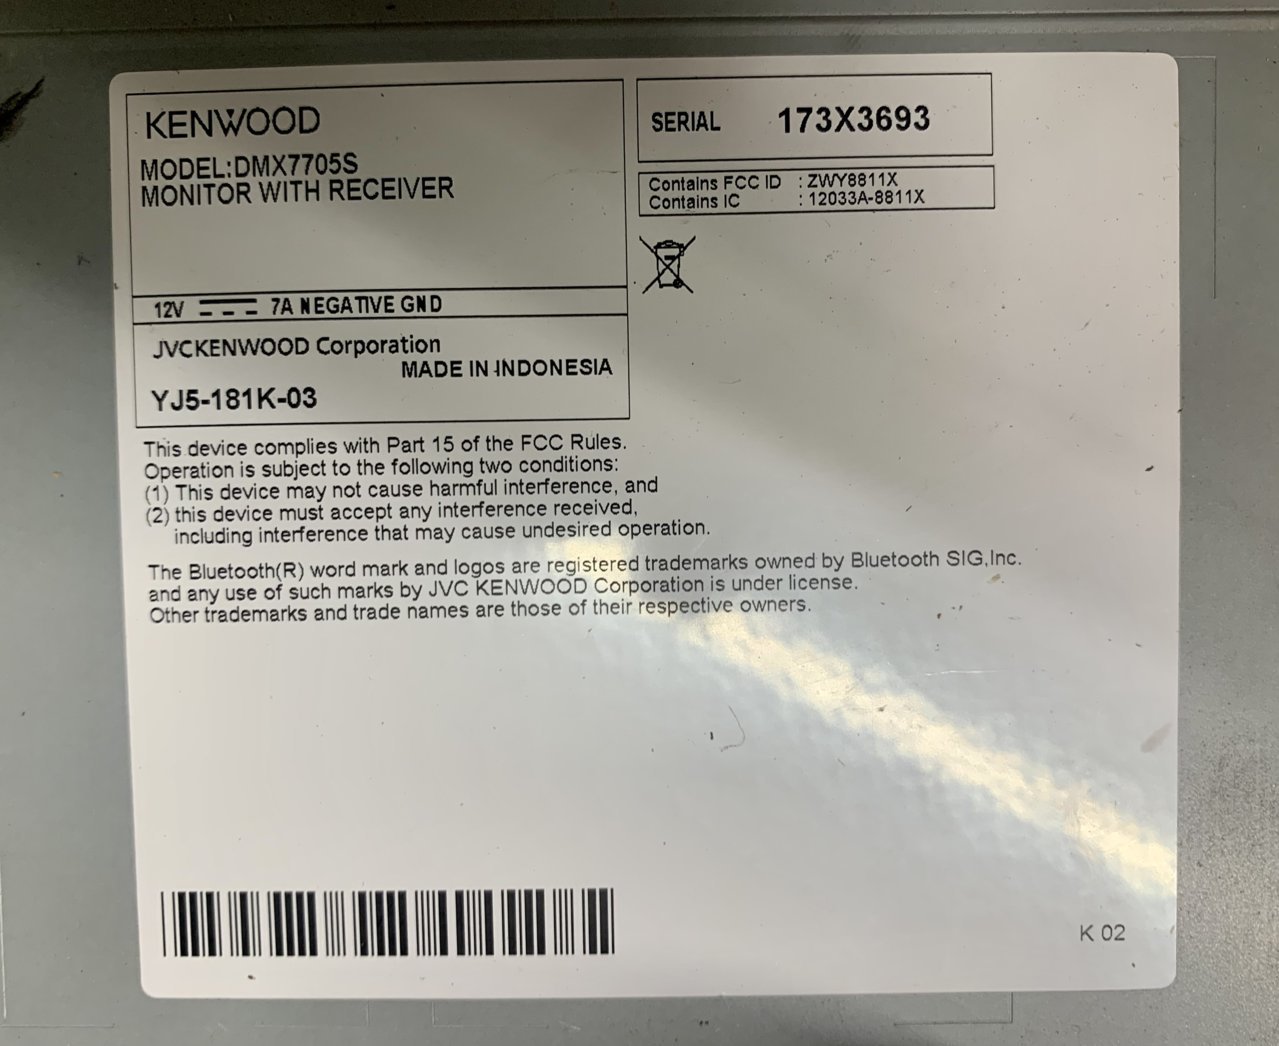 KENWOOD
MODEL:DMX7705S
MONITOR WITH RECEIVER
12V 7A NEGATIVE GND
JVCKENWOOD Corporation
MADE IN INDONESIA
YJ5-181K-03
SERIAL 173X3693
Contains FCC ID : ZWY8811X
Contains IC : 12033A-8811X
This device complies with Part 15 of the FCC Rules.
Operation is subject to the following two conditions:
(1) This device may not cause harmful interference, and
(2) this device must accept any interference received,
including interference that may cause undesired operation.
The Bluetooth(R) word mark and logos are registered trademarks owned by Bluetooth SIG,Inc.
and any use of such marks by JVC KENWOOD Corporation is under license.
Other trademarks and trade names are those of their respective owners.
K 02